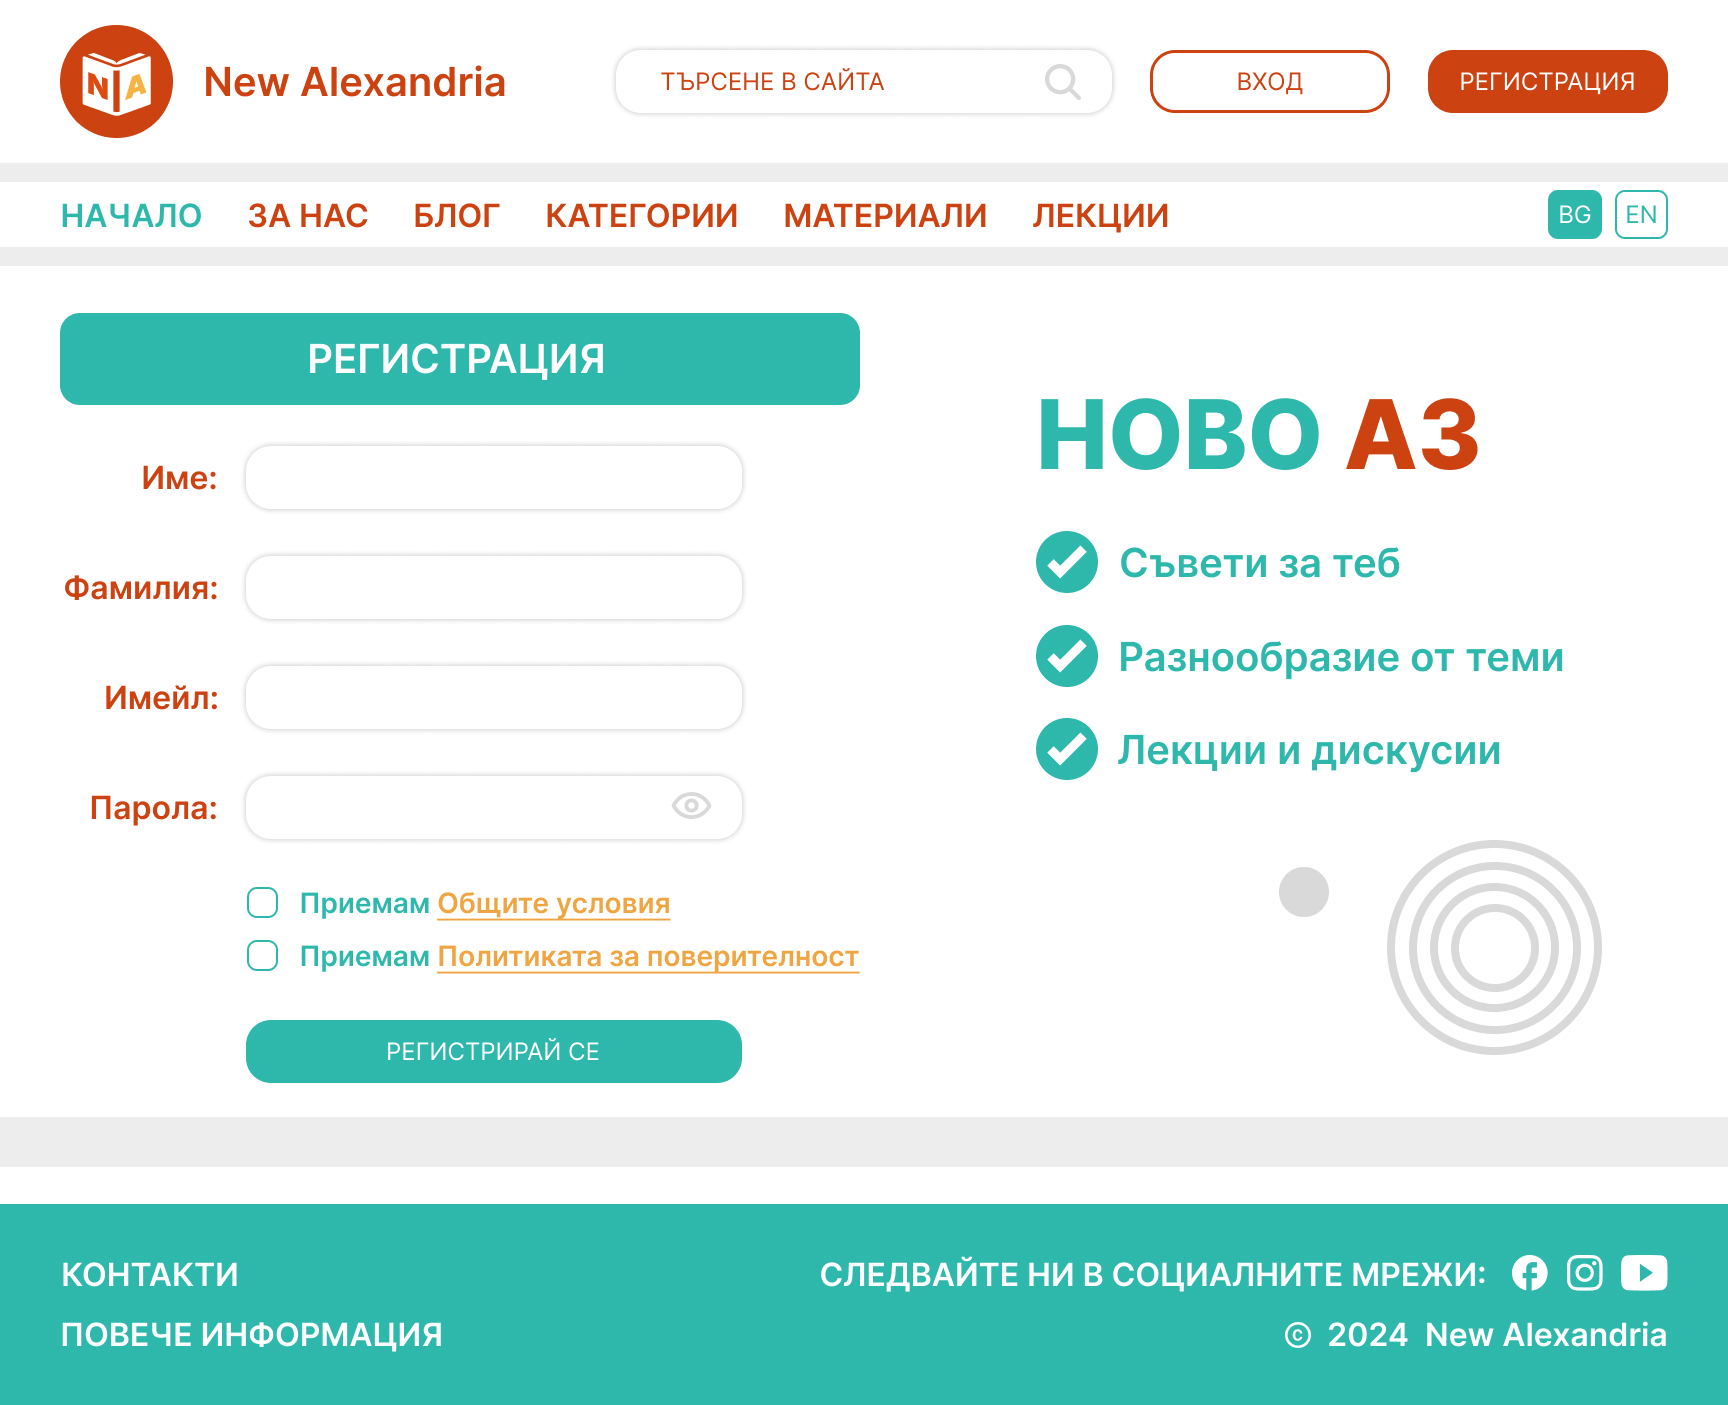 NA
New Alexandria
ТЪРСЕНЕ В САЙТА
ВХОД
РЕГИСТРАЦИЯ
НАЧАЛО
ЗА НАС
БЛОГ
КАТЕГОРИИ
МАТЕРИАЛИ
ЛЕКЦИИ
BG
EN
РЕГИСТРАЦИЯ
Име:
Фамилия:
Имейл:
Парола:
Приемам Общите условия
Приемам Политиката за поверителност
РЕГИСТРИРАЙ СЕ
НОВО АЗ
Съвети за теб
Разнообразие от теми
Лекции и дискусии
КОНТАКТИ
ПОВЕЧЕ ИНФОРМАЦИЯ
СЛЕДВАЙТЕ НИ В СОЦИАЛНИТЕ МРЕЖИ:
© 2024 New Alexandria